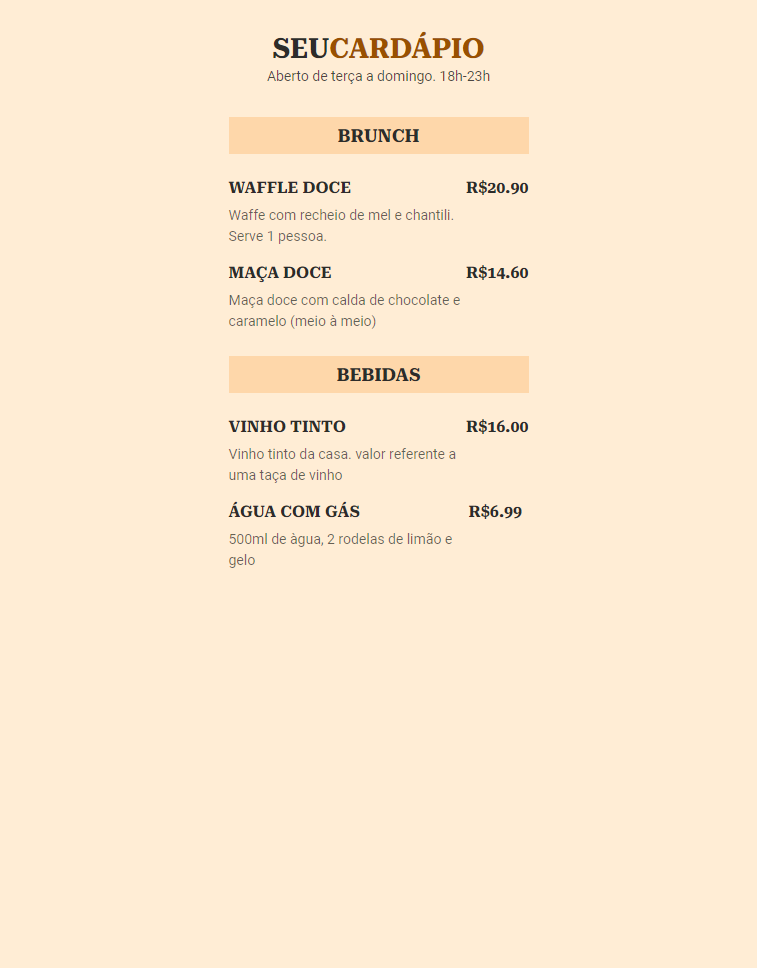 SEUCARDÁPIO
Aberto de terça a domingo. 18h-23h
BRUNCH
WAFFLE DOCE R$20.90
Waffe com recheio de mel e chantili.
Serve 1 pessoa.
MAÇA DOCE R$14.60
Maça doce com calda de chocolate e
caramelo (meio à meio)
BEBIDAS
VINHO TINTO R$16.00
Vinho tinto da casa. valor referente a
uma taça de vinho
ÁGUA COM GÁS R$6.99
500ml de àgua, 2 rodelas de limão e
gelo